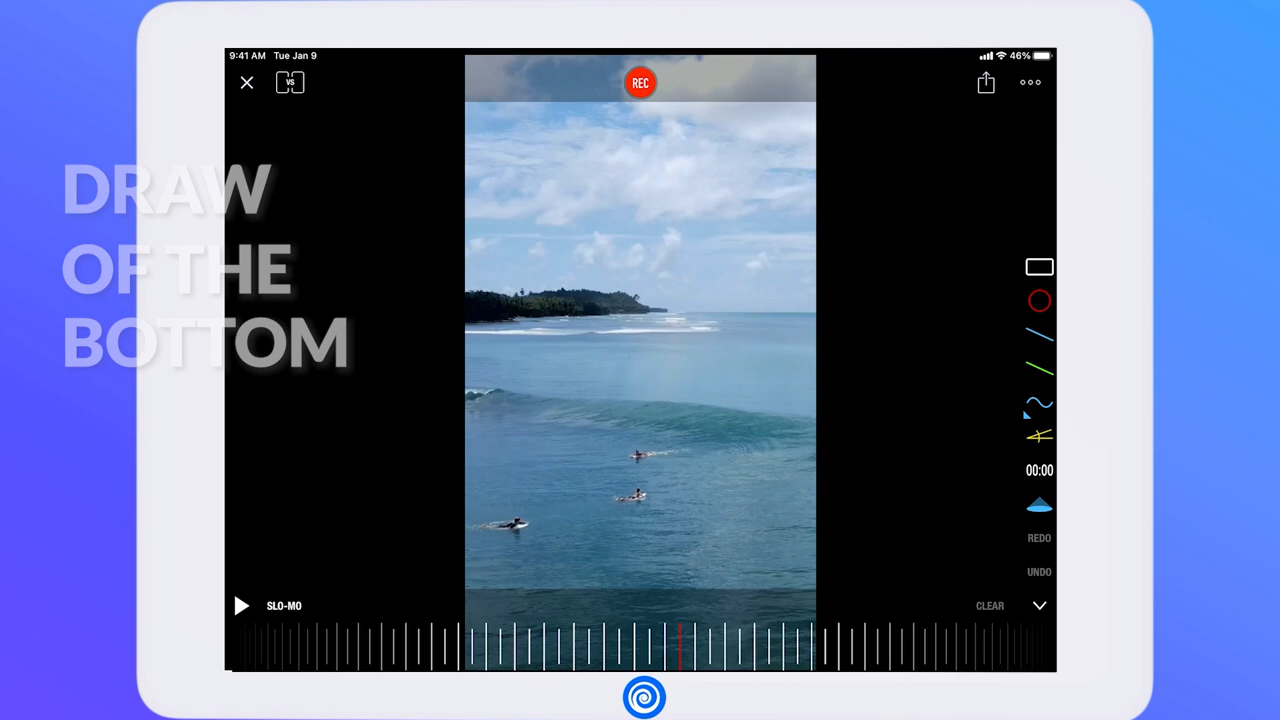 9:41 AM Tue Jan 9
46%
VS
REC
DRAW
OF THE
BOTTOM
00:00
REDO
UNDO
SLO-MO
CLEAR